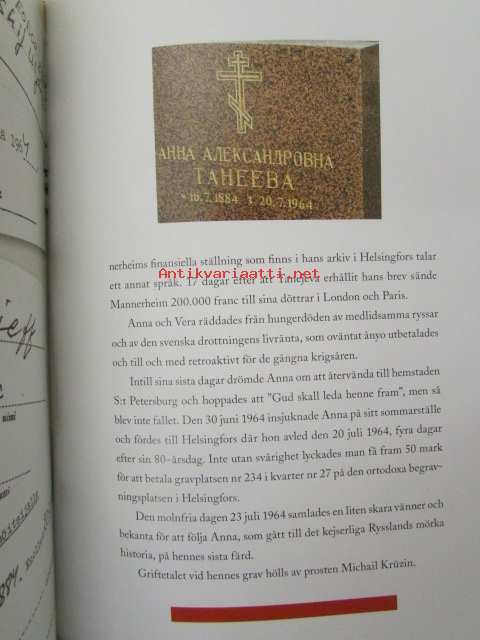 АННА АЛЕКСАНДРОВНА
ТАНЕЕВА
* 16.7.1884 † 20.7.1964
nerheims finansiella ställning som finns i hans arkiv i Helsingfors talar
ett annat språk. 17 dagar efter att Tanejeva erhållit hans brev sände
Antikvariaatti.net
Mannerheim 200.000 franc till sina döttrar i London och Paris.
Anna och Vera räddades från hungerdöden av medlidsamma ryssar
och av den svenska drottningens livränta, som oväntat ånyo utbetalades
och till och med retroaktivt för de gångna krigsåren.
Intill sina sista dagar drömde Anna om att återvända till hemstaden
S:t Petersburg och hoppades att "Gud skall leda henne fram", men så
blev inte fallet. Den 30 juni 1964 insjuknade Anna på sitt sommarställe
och fördes till Helsingfors där hon avled den 20 juli 1964, fyra dagar
efter sin 80-årsdag. Inte utan svårighet lyckades man få fram 50 mark
för att betala gravplatsen nr 234 i kvarter nr 27 på den ortodoxa begrav-
ningsplatsen i Helsingfors.
Den molnfria dagen 23 juli 1964 samlades en liten skara vänner och
bekanta för att följa Anna, som gått till det kejserliga Rysslands mörka
historia, på hennes sista färd.
Griftetalet vid hennes grav hölls av prosten Michail Krüzin.